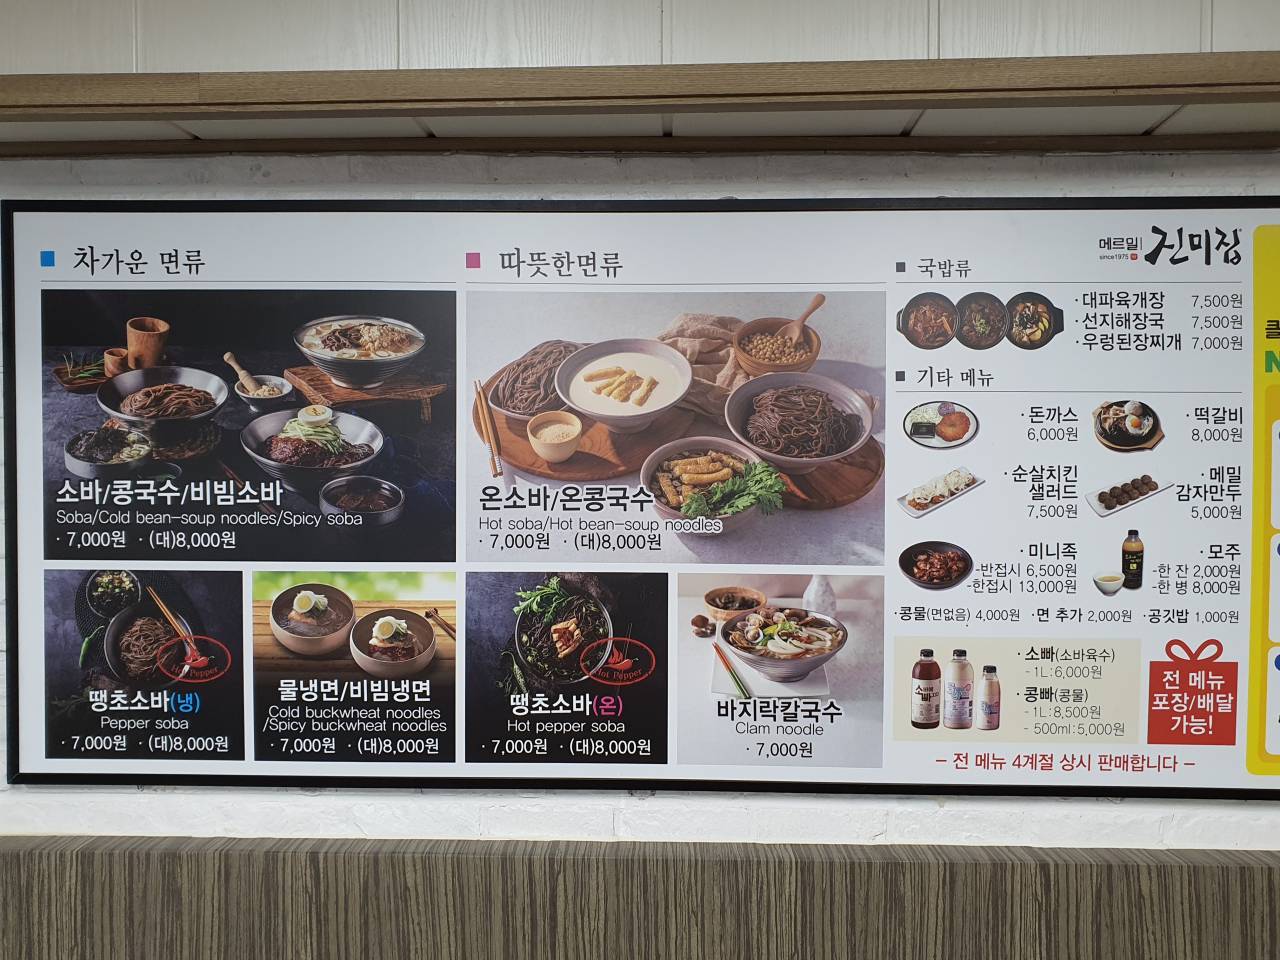 차가운 면류
소바/콩국수/비빔소바
Soba/Cold bean-soup noodles/Spicy soba
· 7,000원 · (대)8,000원
땡초소바(냉)
Hot Pepper
Pepper soba
· 7,000원 · (대)8,000원
물냉면/비빔냉면
Cold buckwheat noodles
/Spicy buckwheat noodles
· 7,000원 · (대)8,000원
따뜻한면류
온소바/온콩국수
Hot soba/Hot bean-soup noodles
· 7,000원 · (대)8,000원
땡초소바(온)
Hot Pepper
Hot pepper soba
· 7,000원 · (대)8,000원
바지락칼국수
Clam noodle
· 7,000원
메르밀 진미집
since1975
국밥류
· 대파육개장 7,500원
· 선지해장국 7,500원
· 우렁된장찌개 7,000원
기타 메뉴
· 돈까스
6,000원
· 떡갈비
8,000원
· 순살치킨
샐러드
7,500원
· 메밀
감자만두
5,000원
· 미니족
-반접시 6,500원
-한접시 13,000원
· 모주
-한 잔 2,000원
-한 병 8,000원
· 콩물(면없음) 4,000원 · 면 추가 2,000원 · 공깃밥 1,000원
· 소빠(소바육수)
- 1L:6,000원
· 콩빠(콩물)
- 1L:8,500원
- 500ml:5,000원
전 메뉴
포장/배달
가능!
- 전 메뉴 4계절 상시 판매합니다 -